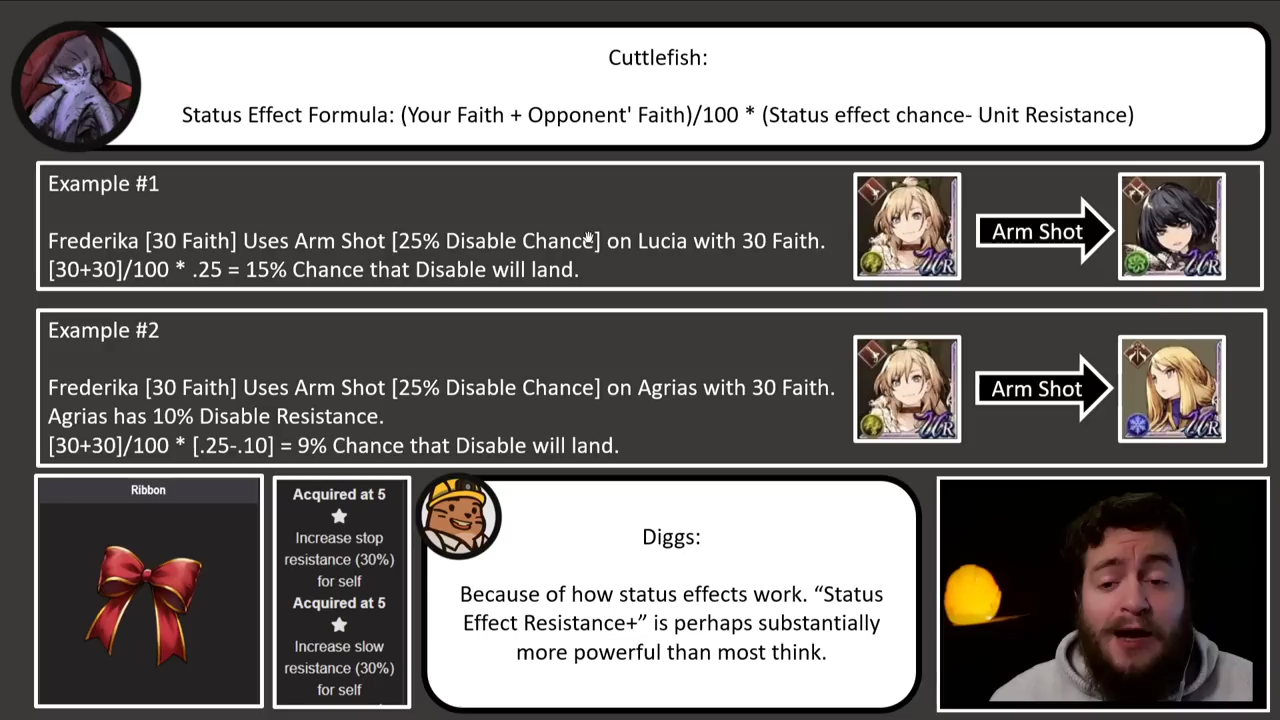 Cuttlefish:
Status Effect Formula: (Your Faith + Opponent' Faith)/100 * (Status effect chance- Unit Resistance)
Example #1
Frederika [30 Faith] Uses Arm Shot [25% Disable Chance] on Lucia with 30 Faith.
[30+30]/100 * .25 = 15% Chance that Disable will land.
UR
Arm Shot
UR
Example #2
Frederika [30 Faith] Uses Arm Shot [25% Disable Chance] on Agrias with 30 Faith.
Agrias has 10% Disable Resistance.
[30+30]/100 * [.25-.10] = 9% Chance that Disable will land.
UR
Arm Shot
UR
Ribbon
Acquired at 5
Increase stop
resistance (30%)
for self
Acquired at 5
Increase slow
resistance (30%)
for self
Diggs:
Because of how status effects work. “Status
Effect Resistance+” is perhaps substantially
more powerful than most think.